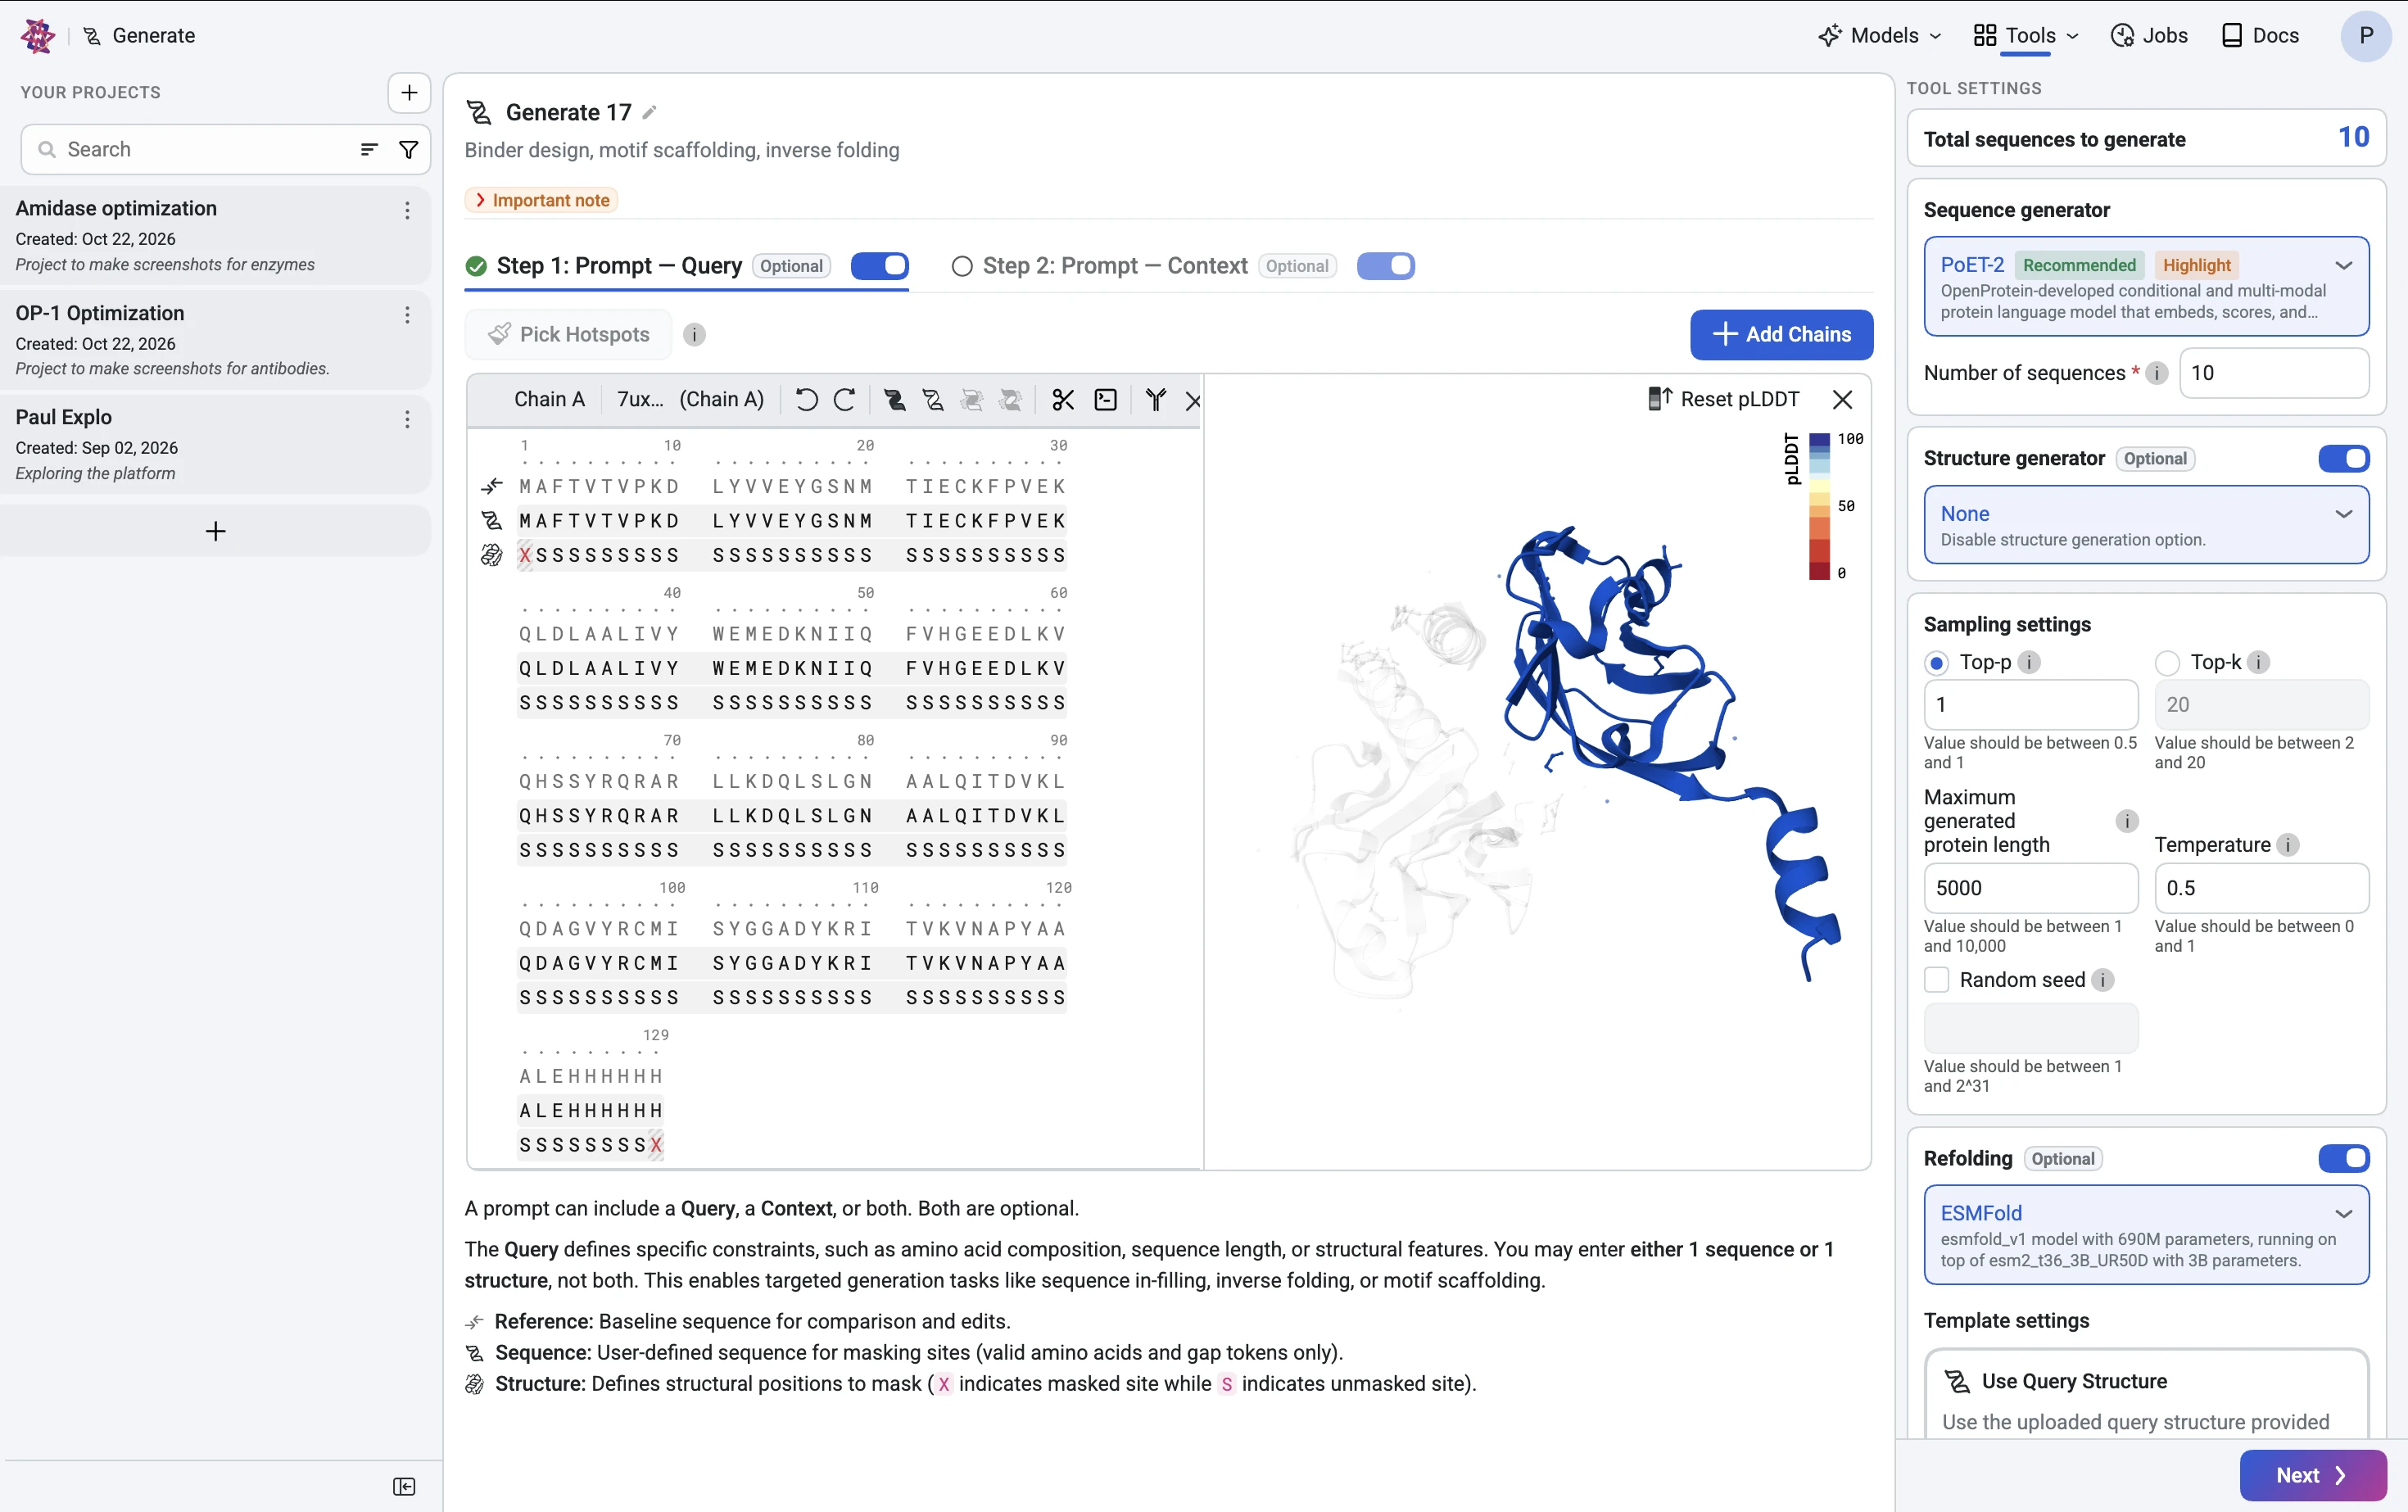 Generate
Models
Tools
Jobs
Docs
P
YOUR PROJECTS
Search
Amidase optimization
Created: Oct 22, 2026
Project to make screenshots for enzymes
OP-1 Optimization
Created: Oct 22, 2026
Project to make screenshots for antibodies.
Paul Explo
Created: Sep 02, 2026
Exploring the platform
Generate 17
Binder design, motif scaffolding, inverse folding
Important note
Step 1: Prompt — Query Optional
Step 2: Prompt — Context Optional
Pick Hotspots
Add Chains
Chain A 7ux... (Chain A)
Reset pLDDT
pLDDT
100
50
0
1 10 20 30
MAFTVTVPKD LYVVEYGSNM TIECKFPVEK
MAFTVTVPKD LYVVEYGSNM TIECKFPVEK
XSSSSSSSSS SSSSSSSSSS SSSSSSSSSS
40 50 60
QLDLAALIVY WEMEDKNIIQ FVHGEEDLKV
QLDLAALIVY WEMEDKNIIQ FVHGEEDLKV
SSSSSSSSSS SSSSSSSSSS SSSSSSSSSS
70 80 90
QHSSYRQRAR LLKDQLSLGN AALQITDVKL
QHSSYRQRAR LLKDQLSLGN AALQITDVKL
SSSSSSSSSS SSSSSSSSSS SSSSSSSSSS
100 110 120
QDAGVYRCMI SYGGADYKRI TVKVNAPYAA
QDAGVYRCMI SYGGADYKRI TVKVNAPYAA
SSSSSSSSSS SSSSSSSSSS SSSSSSSSSS
129
ALEHHHHHH
ALEHHHHHH
SSSSSSSSX
A prompt can include a Query, a Context, or both. Both are optional.
The Query defines specific constraints, such as amino acid composition, sequence length, or structural features. You may enter either 1 sequence or 1
structure, not both. This enables targeted generation tasks like sequence in-filling, inverse folding, or motif scaffolding.
Reference: Baseline sequence for comparison and edits.
Sequence: User-defined sequence for masking sites (valid amino acids and gap tokens only).
Structure: Defines structural positions to mask ( X indicates masked site while S indicates unmasked site).
TOOL SETTINGS
Total sequences to generate 10
Sequence generator
PoET-2 Recommended Highlight
OpenProtein-developed conditional and multi-modal
protein language model that embeds, scores, and...
Number of sequences * 10
Structure generator Optional
None
Disable structure generation option.
Sampling settings
Top-p
1
Value should be between 0.5
and 1
Top-k
20
Value should be between 2
and 20
Maximum
generated
protein length
5000
Value should be between 1
and 10,000
Temperature
0.5
Value should be between 0
and 1
Random seed
Value should be between 1
and 2^31
Refolding Optional
ESMFold
esmfold_v1 model with 690M parameters, running on
top of esm2_t36_3B_UR50D with 3B parameters.
Template settings
Use Query Structure
Use the uploaded query structure provided
Next